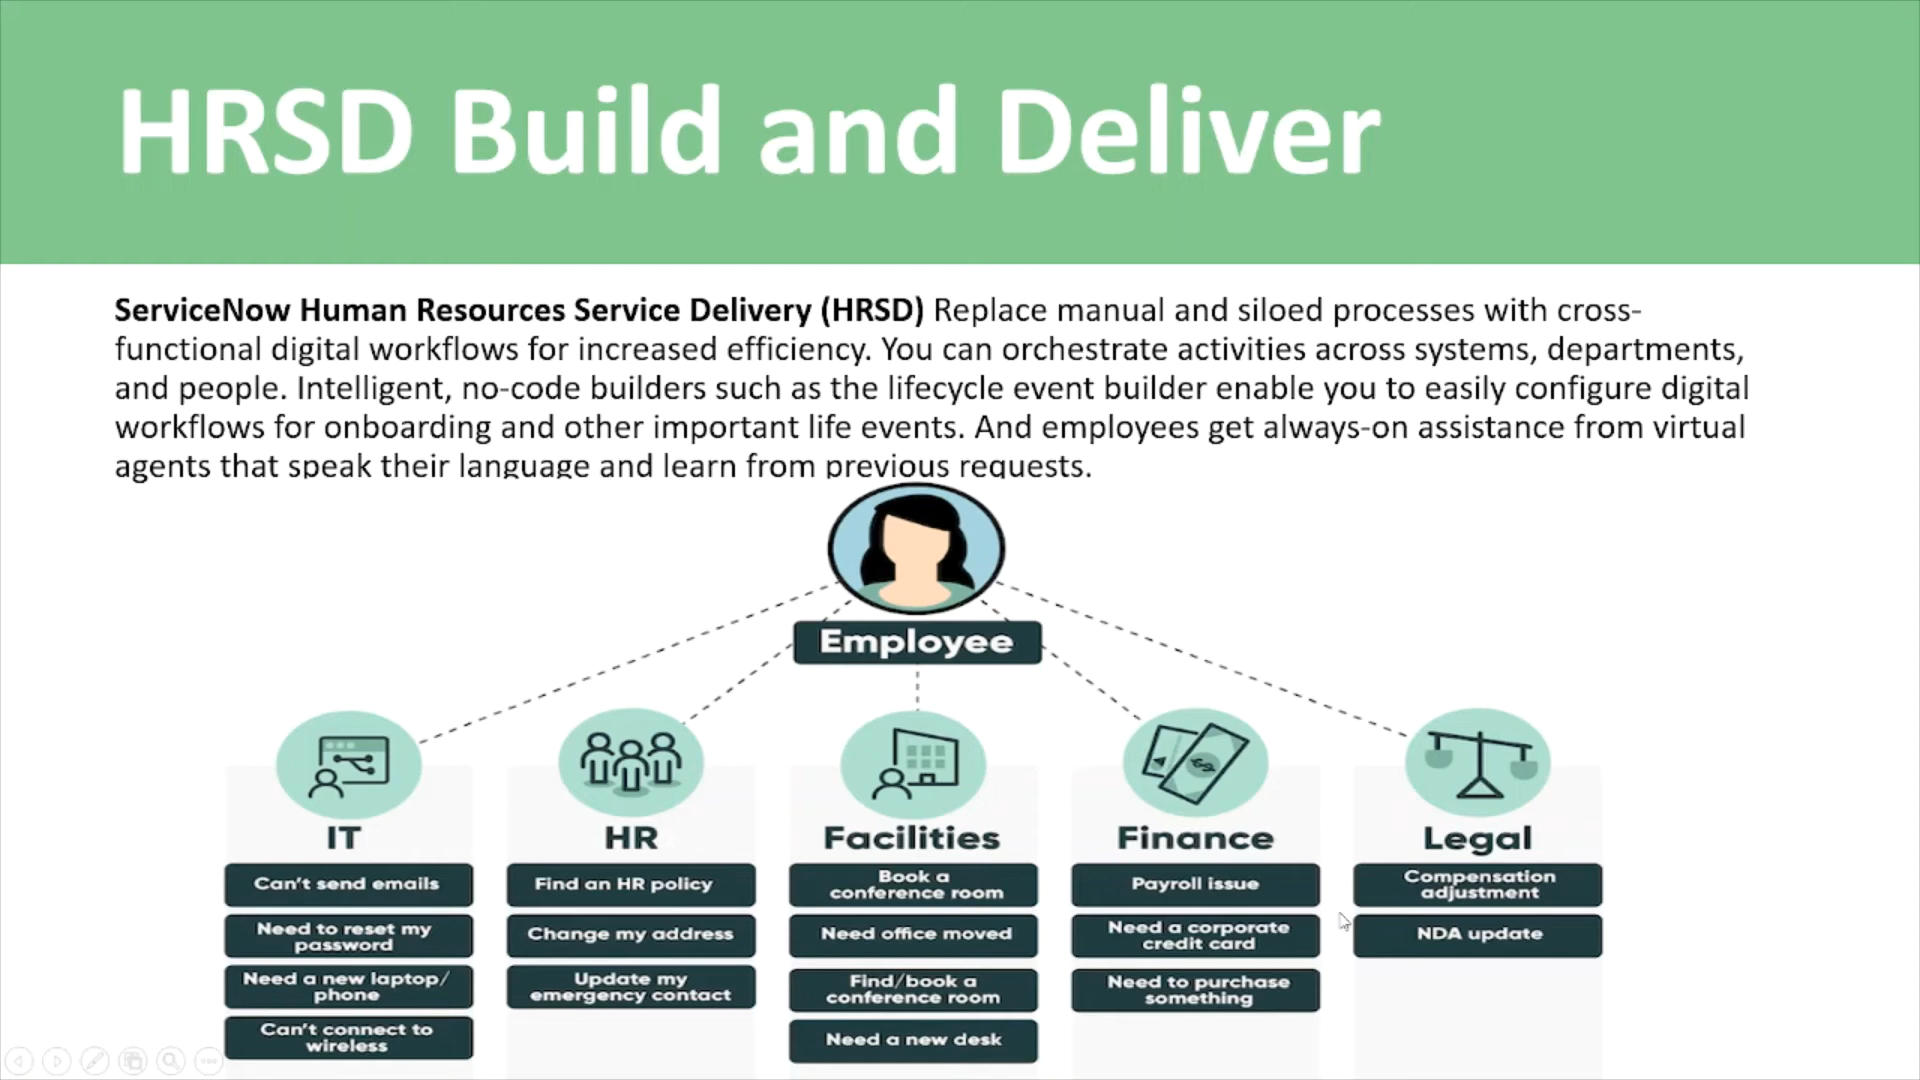 HRSD Build and Deliver
ServiceNow Human Resources Service Delivery (HRSD) Replace manual and siloed processes with cross-
functional digital workflows for increased efficiency. You can orchestrate activities across systems, departments,
and people. Intelligent, no-code builders such as the lifecycle event builder enable you to easily configure digital
workflows for onboarding and other important life events. And employees get always-on assistance from virtual
agents that speak their language and learn from previous requests.
Employee
IT
Can't send emails
Need to reset my
password
Need a new laptop/
phone
Can't connect to
wireless
HR
Find an HR policy
Change my address
Update my
emergency contact
Facilities
Book a
conference room
Need office moved
Find/book a
conference room
Need a new desk
Finance
Payroll issue
Need a corporate
credit card
Need to purchase
something
Legal
Compensation
adjustment
NDA update